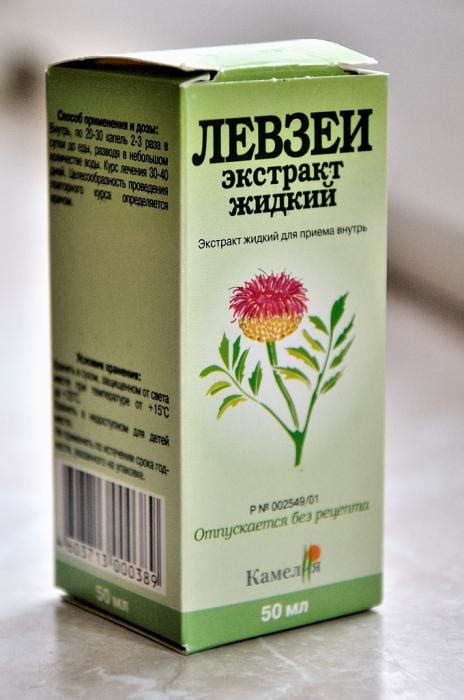 Способ применения и дозы:
Внутрь, по 20-30 капель 2-3 раза в
сутки до еды, разводя в небольшом
количестве воды. Курс лечения 30-40
дней. Целесообразность проведения
повторного курса определяется
врачом.
Условия хранения:
Хранить в сухом, защищенном от света
месте при температуре от +15°C
Хранить в недоступном для детей
месте.
Не применять по истечении срока год-
ности, указанного на упаковке.
603713 000389
50 мл
ЛЕВЗЕИ
экстракт
жидкий
Экстракт жидкий для приема внутрь
Р № 002549/01
Отпускается без рецепта
Камелия
50 мл